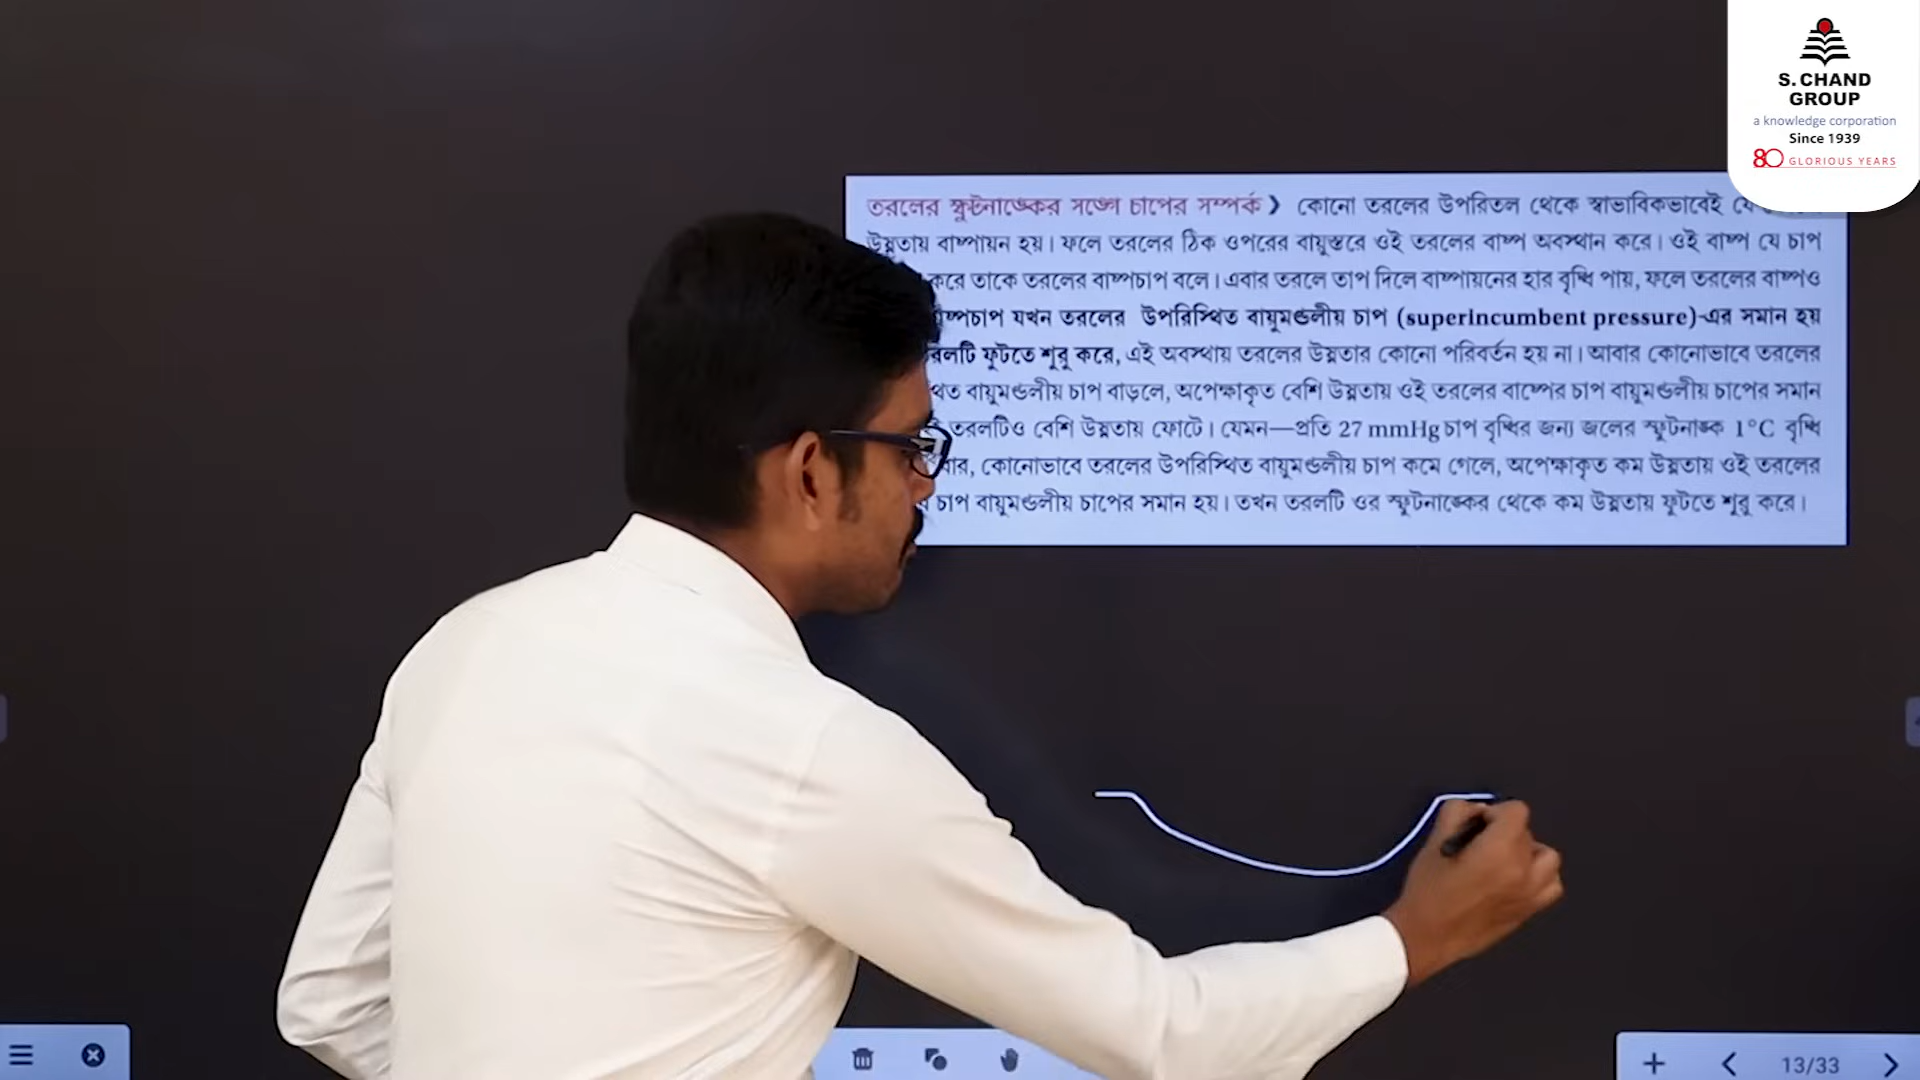 S. CHAND
GROUP
a knowledge corporation
Since 1939
80 GLORIOUS YEARS
তরলের স্ফুটনাঙ্কের সঙ্গে চাপের সম্পর্ক ❯ কোনো তরলের উপরিতল থেকে স্বাভাবিকভাবেই
উষ্ণতায় বাষ্পায়ন হয়। ফলে তরলের ঠিক ওপরের বায়ুস্তরে ওই তরলের বাষ্প অবস্থান করে। ওই বাষ্প যে চাপ
করে তাকে তরলের বাষ্পচাপ বলে। এবার তরলে তাপ দিলে বাষ্পায়নের হার বৃদ্ধি পায়, ফলে তরলের বাষ্পও
যখন তরলের উপরিস্থিত বায়ুমণ্ডলীয় চাপ (superincumbent pressure)-এর সমান হয়
ফুটতে শুরু করে, এই অবস্থায় তরলের উষ্ণতার কোনো পরিবর্তন হয় না। আবার কোনোভাবে তরলের
বায়ুমণ্ডলীয় চাপ বাড়লে, অপেক্ষাকৃত বেশি উষ্ণতায় ওই তরলের বাষ্পের চাপ বায়ুমণ্ডলীয় চাপের সমান
তরলটিও বেশি উষ্ণতায় ফোটে। যেমন—প্রতি 27 mmHg চাপ বৃদ্ধির জন্য জলের স্ফুটনাঙ্ক 1°C বৃদ্ধি
কোনোভাবে তরলের উপরিস্থিত বায়ুমণ্ডলীয় চাপ কমে গেলে, অপেক্ষাকৃত কম উষ্ণতায় ওই তরলের
চাপ বায়ুমণ্ডলীয় চাপের সমান হয়। তখন তরলটি ওর স্ফুটনাঙ্কের থেকে কম উষ্ণতায় ফুটতে শুরু করে।
13/33